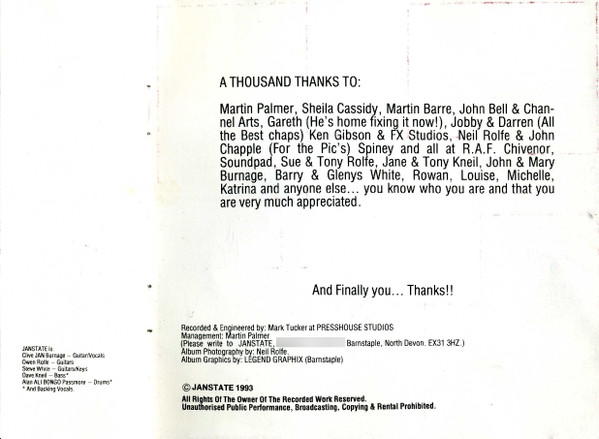 A THOUSAND THANKS TO:
Martin Palmer, Sheila Cassidy, Martin Barre, John Bell & Chan-
nel Arts, Gareth (He's home fixing it now!), Jobby & Darren (All
the Best chaps) Ken Gibson & FX Studios, Neil Rolfe & John
Chapple (For the Pic's) Spiney and all at R.A.F. Chivenor,
Soundpad, Sue & Tony Rolfe, Jane & Tony Kneil, John & Mary
Burnage, Barry & Glenys White, Rowan, Louise, Michelle,
Katrina and anyone else... you know who you are and that you
are very much appreciated.
And Finally you... Thanks!!
JANSTATE is
Clive JAN Burnage – Guitar/Vocals
Owen Rolfe – Guitars
Steve White – Guitars/Keys
Dave Kneil – Bass*
Alan ALI BONGO Passmore – Drums*
* And Backing Vocals.
Recorded & Engineered by: Mark Tucker at PRESSHOUSE STUDIOS
Management: Martin Palmer
(Please write to JANSTATE, Barnstaple, North Devon. EX31 3HZ.)
Album Photography by: Neil Rolfe.
Album Graphics by: LEGEND GRAPHIX (Barnstaple)
© JANSTATE 1993
All Rights Of The Owner Of The Recorded Work Reserved.
Unauthorised Public Performance, Broadcasting, Copying & Rental Prohibited.